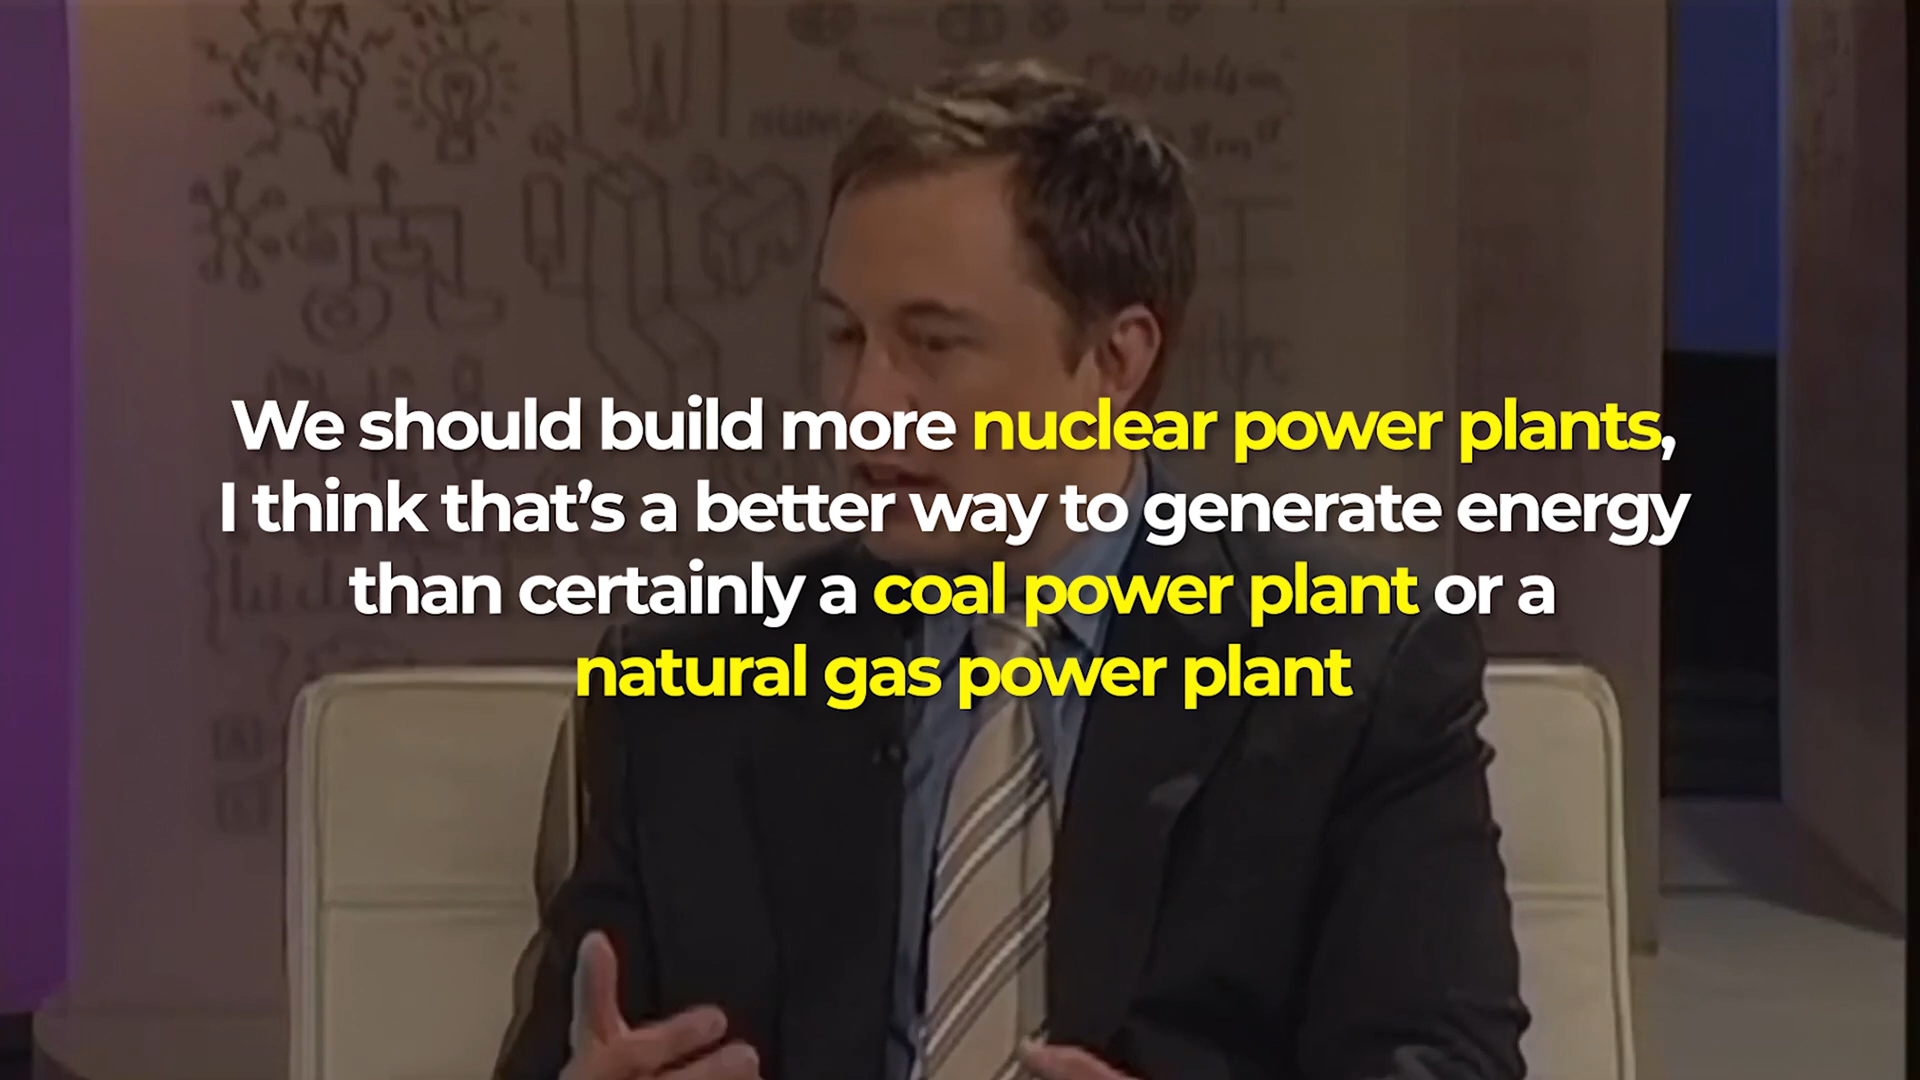 We should build more nuclear power plants,
I think that's a better way to generate energy
than certainly a coal power plant or a
natural gas power plant